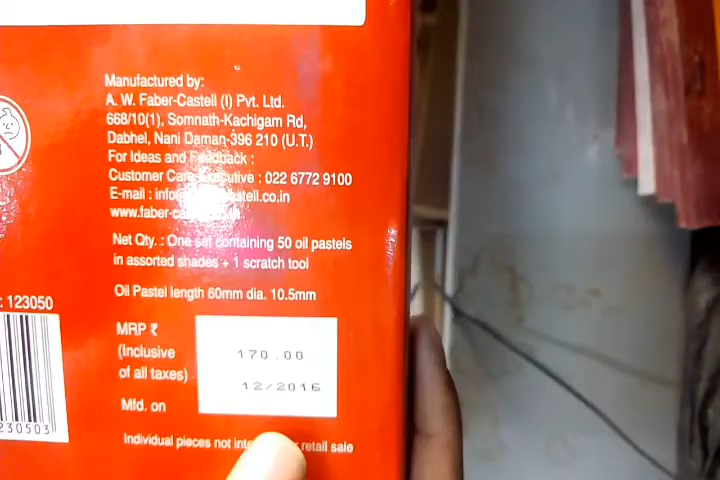 Manufactured by:
A. W. Faber-Castell (I) Pvt. Ltd.
668/10(1), Somnath-Kachigam Rd,
Dabhel, Nani Daman-396 210 (U.T.)
For Ideas and Feedback :
Customer Care Executive : 022 6772 9100
E-mail :
Net Qty. : One set containing 50 oil pastels
in assorted shades + 1 scratch tool
: 123050
Oil Pastel length 60mm dia. 10.5mm
MRP ₹
(Inclusive
of all taxes)
170.00
Mfd. on
12/2016
230503
Individual pieces not retail sale